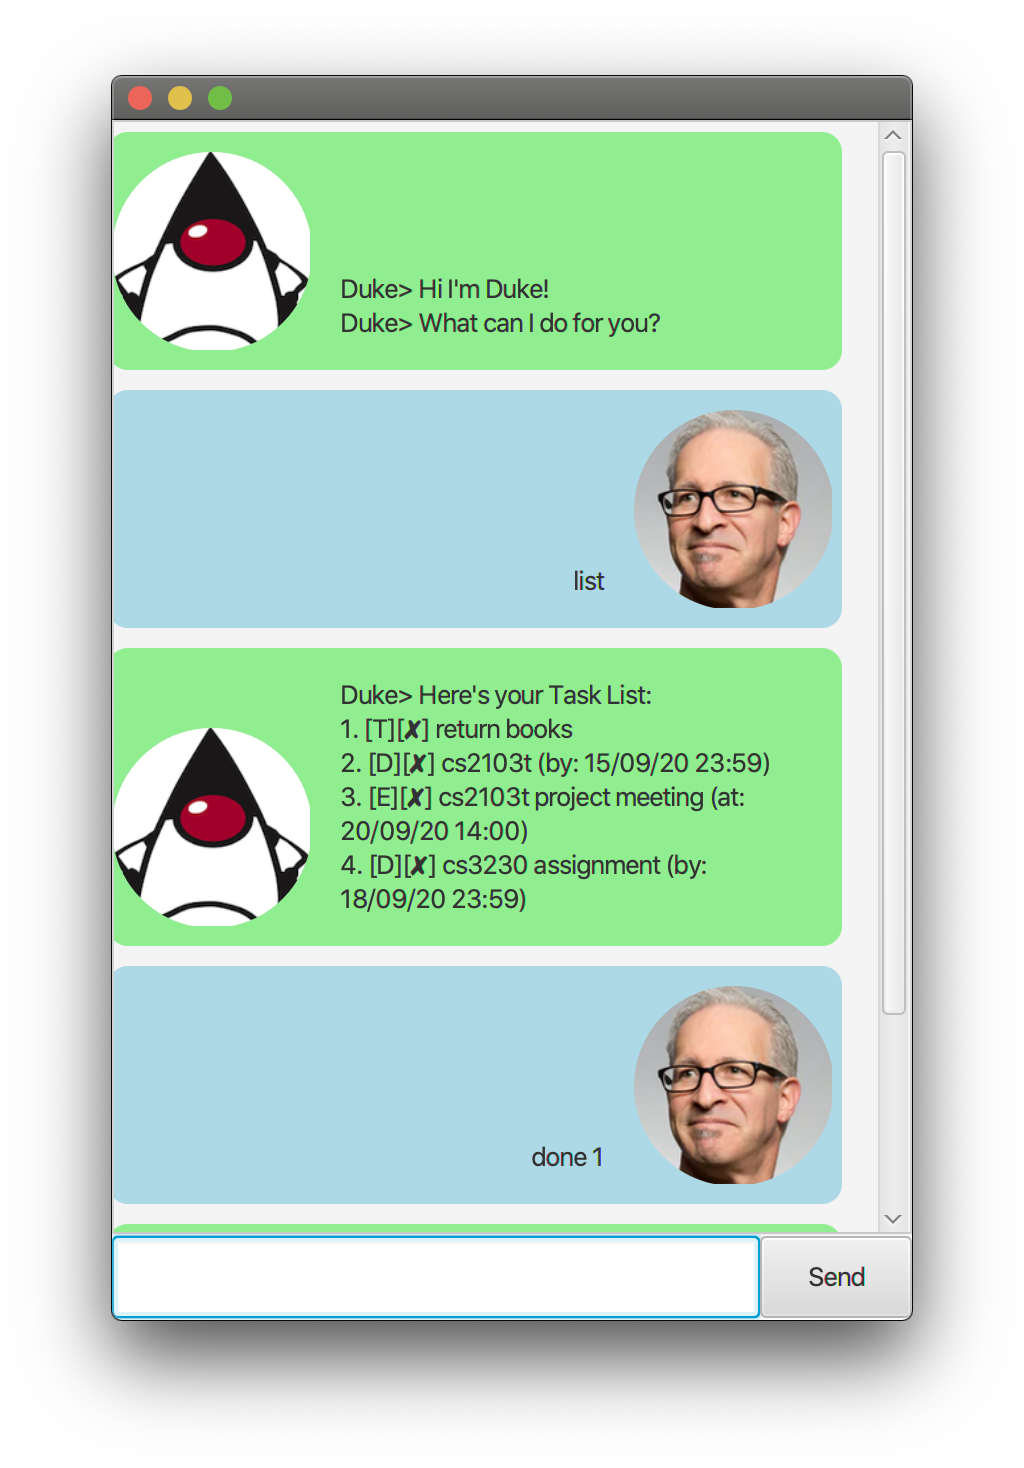 Duke> Hi I'm Duke!
Duke> What can I do for you?
list
Duke> Here's your Task List:
1. [T][✘] return books
2. [D][✘] cs2103t (by: 15/09/20 23:59)
3. [E][✘] cs2103t project meeting (at:
20/09/20 14:00)
4. [D][✘] cs3230 assignment (by:
18/09/20 23:59)
done 1
Send